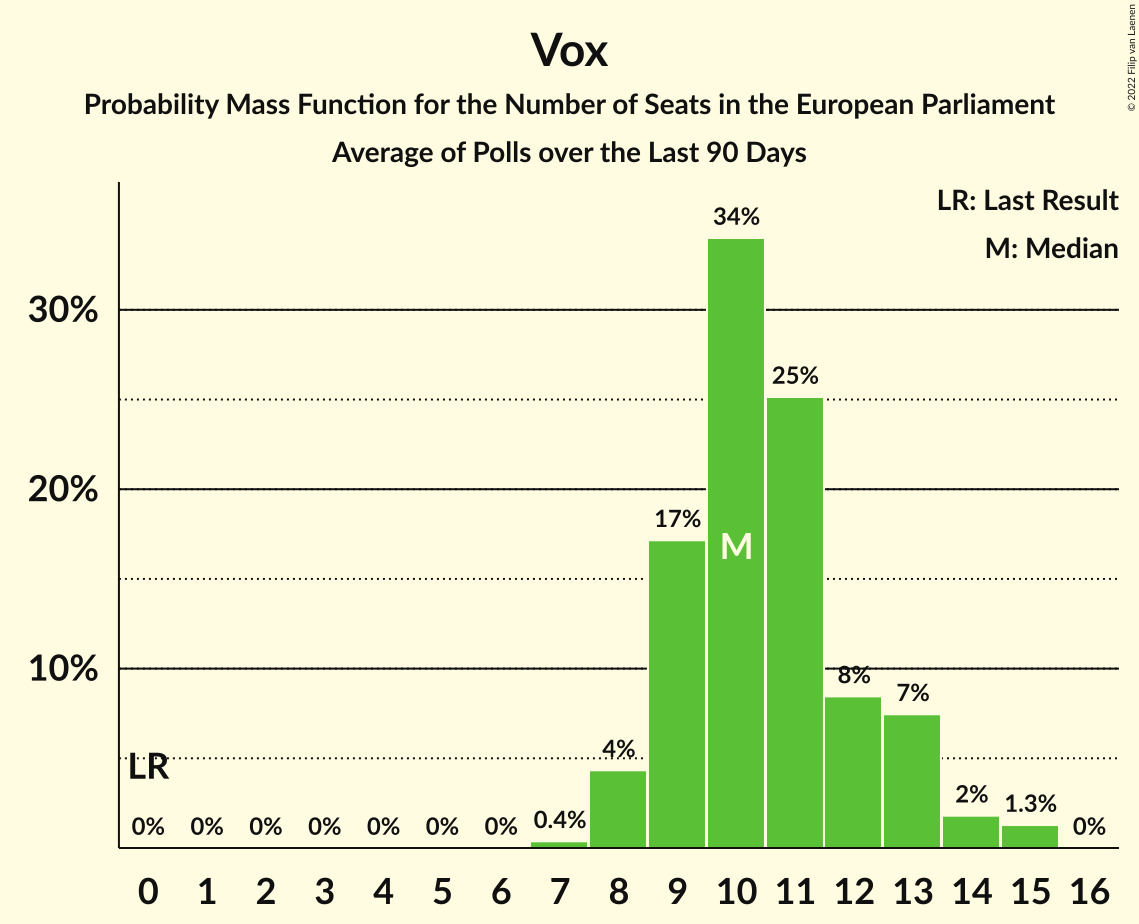 Vox
Probability Mass Function for the Number of Seats in the European Parliament
Average of Polls over the Last 90 Days
© 2022 Filip van Laenen
LR: Last Result
M: Median
30%
20%
10%
34%
25%
17%
M
8%
7%
4%
LR
2%
1.3%
0% 0% 0% 0% 0% 0% 0% 0.4% 0%
0 1 2 3 4 5 6 7 8 9 10 11 12 13 14 15 16